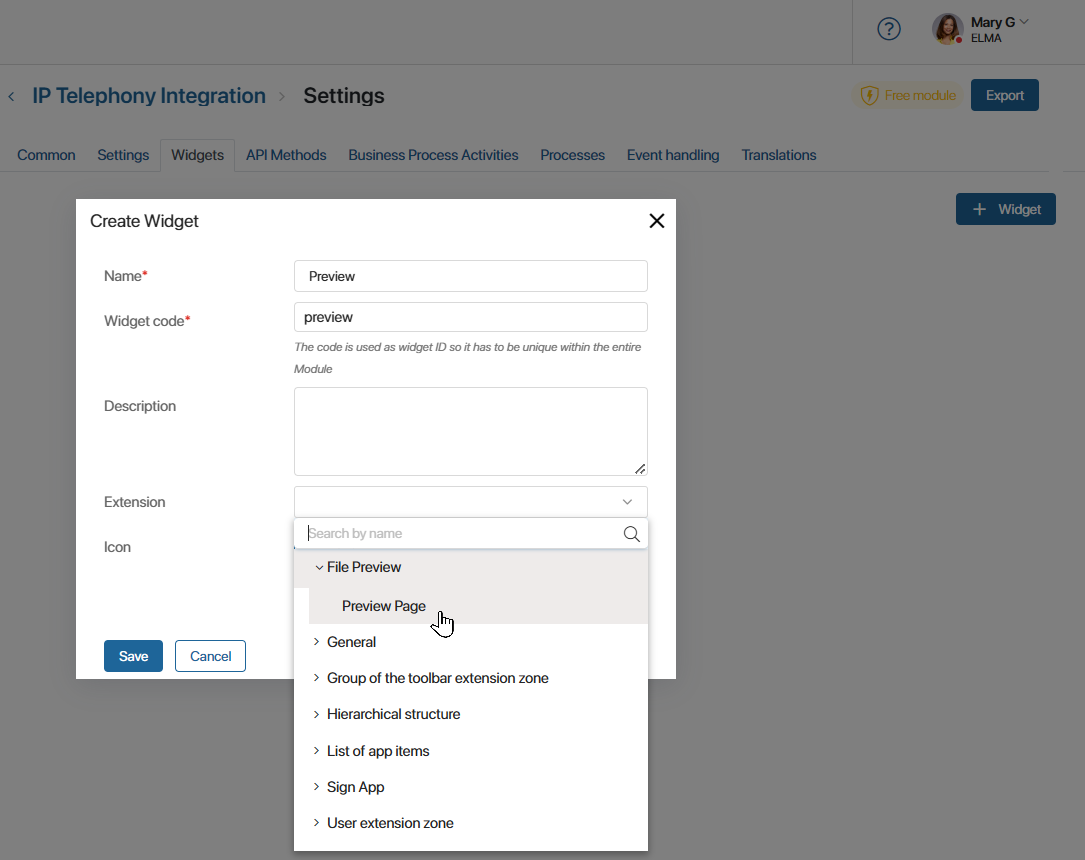 Mary G
ELMA
IP Telephony Integration
Settings
Free module
Export
Common Settings Widgets API Methods Business Process Activities Processes Event handling Translations
Widget
Create Widget
Name*
Preview
Widget code*
preview
The code is used as widget ID so it has to be unique within the entire
Module
Description
Extension
Search by name
Icon
File Preview
Preview Page
General
Save
Cancel
Group of the toolbar extension zone
Hierarchical structure
List of app items
Sign App
User extension zone